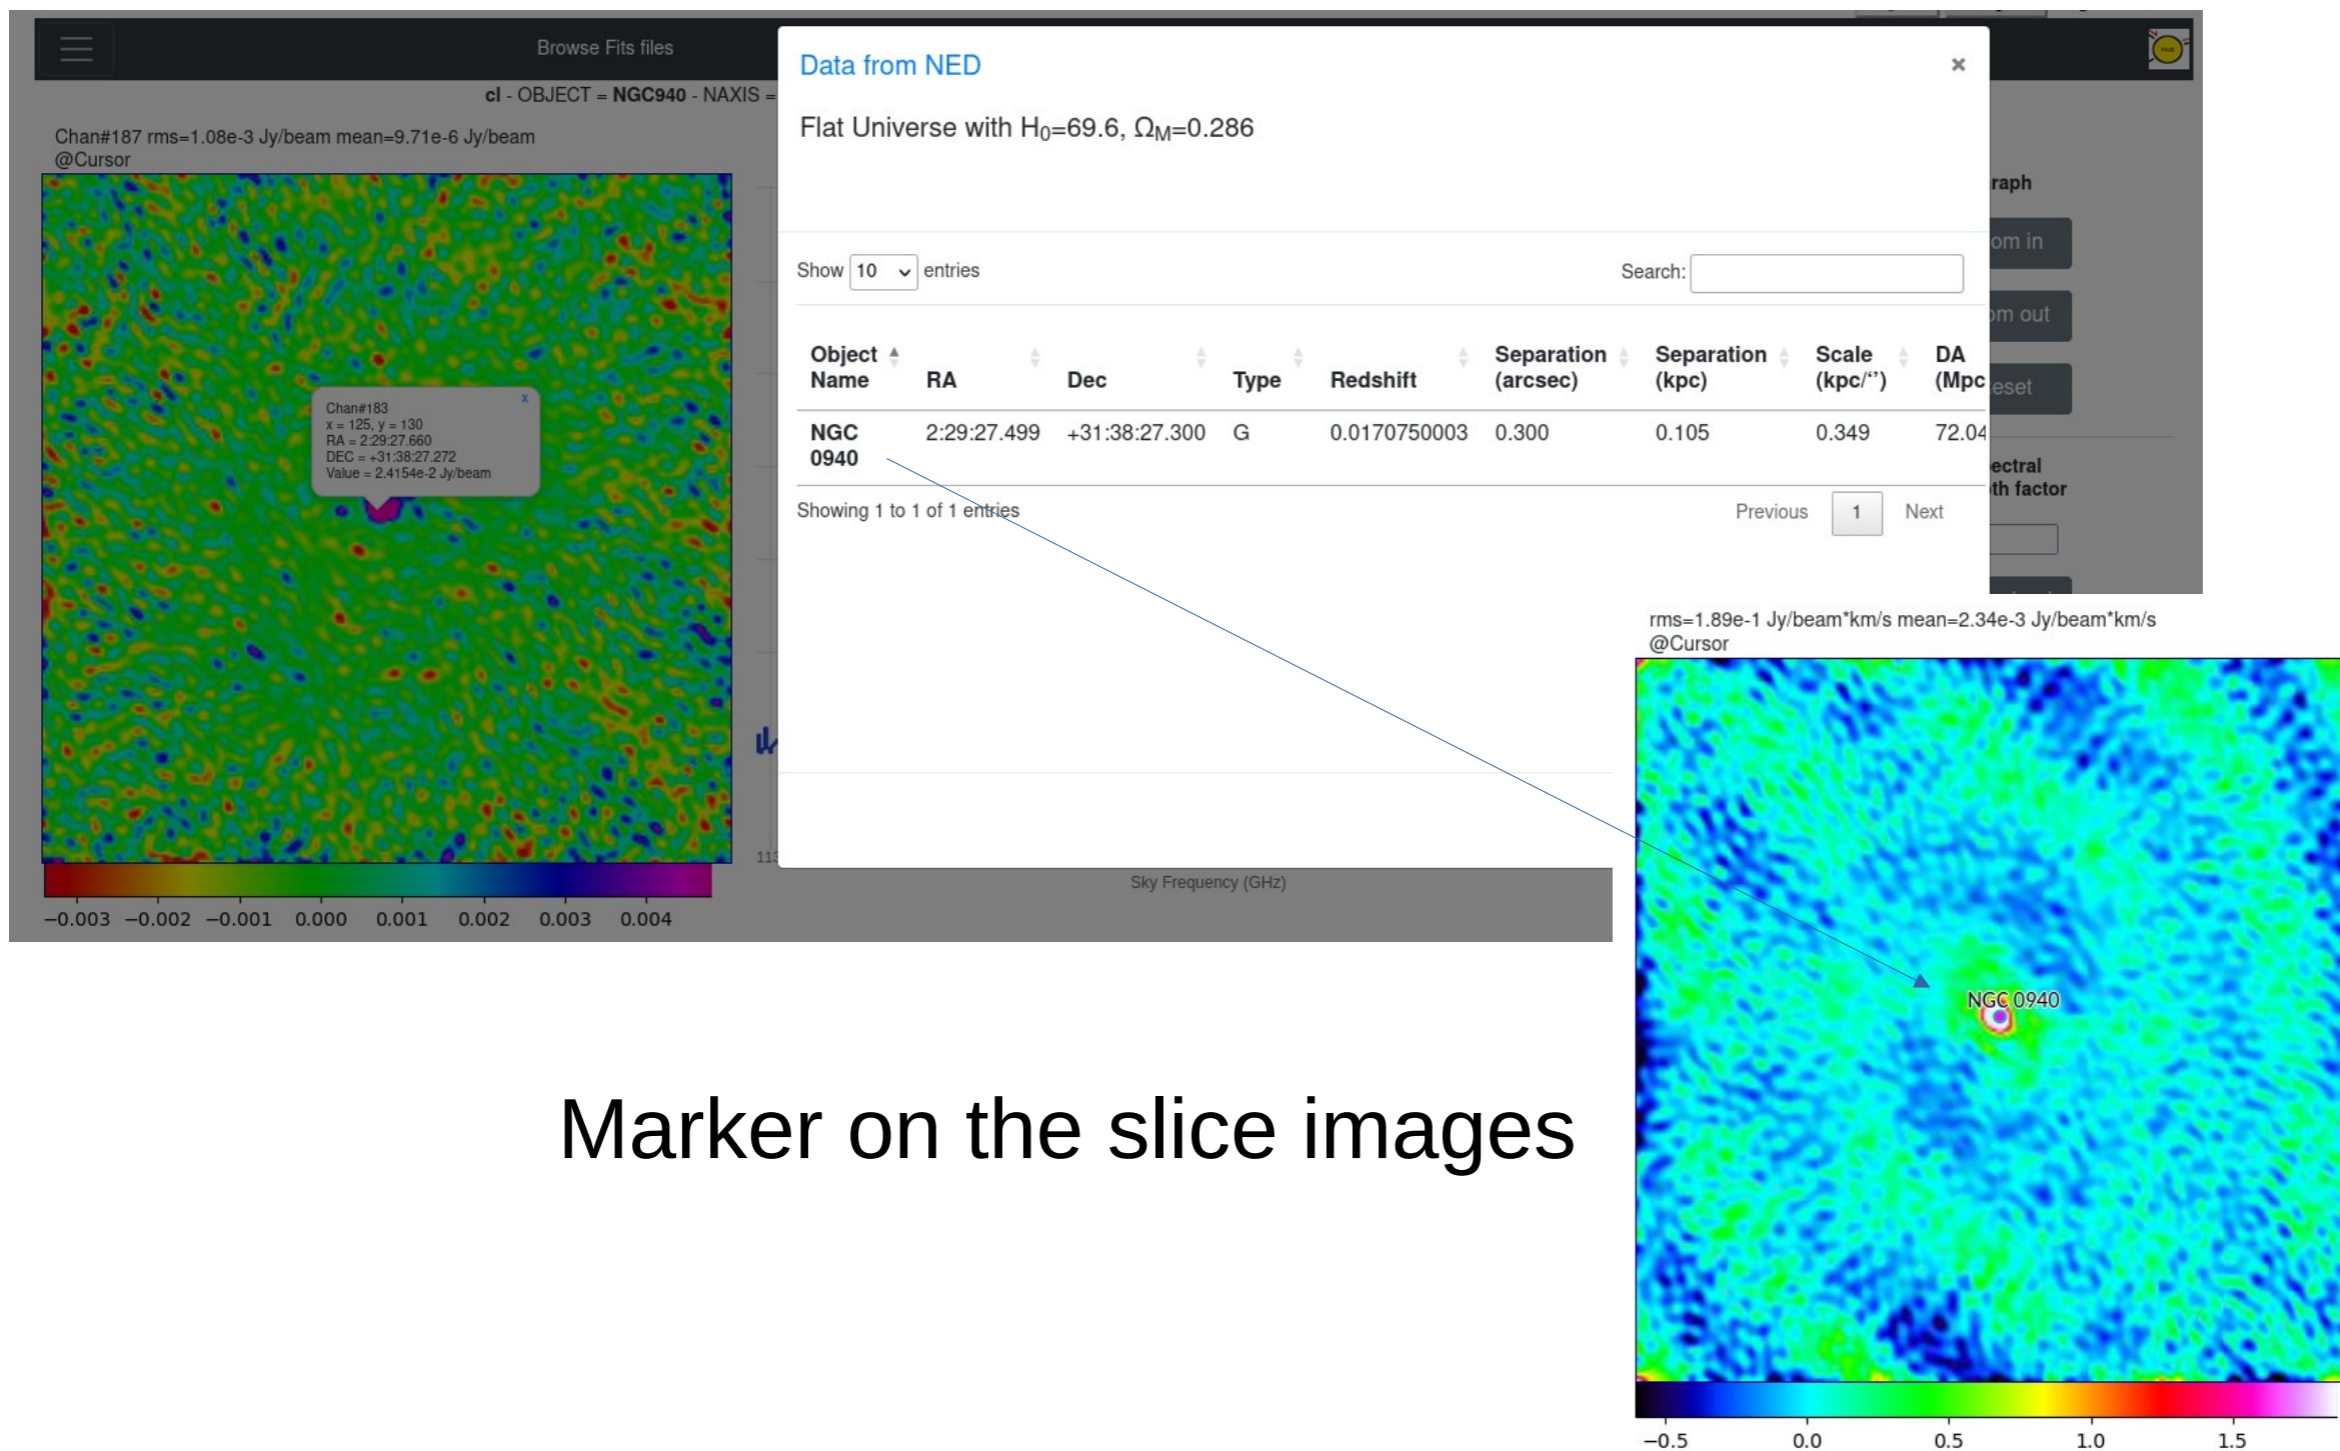 Browse Fits files
cl - OBJECT = NGC940 - NAXIS =
Chan#187 rms=1.08e-3 Jy/beam mean=9.71e-6 Jy/beam
@Cursor
Chan#183
x
x = 125, y = 130
RA = 2:29:27.660
DEC = +31:38:27.272
Value = 2.4154e-2 Jy/beam
−0.003 −0.002 −0.001 0.000 0.001 0.002 0.003 0.004
113
Sky Frequency (GHz)
Data from NED
×
Flat Universe with H₀=69.6, Ω_M=0.286
Show 10 entries
Search:
Object Name RA Dec Type Redshift Separation (arcsec) Separation (kpc) Scale (kpc/‘’) DA (Mpc
NGC 0940 2:29:27.499 +31:38:27.300 G 0.0170750003 0.300 0.105 0.349 72.04
Showing 1 to 1 of 1 entries
Previous 1 Next
raph
om in
om out
eset
ectral
th factor
rms=1.89e-1 Jy/beam*km/s mean=2.34e-3 Jy/beam*km/s
@Cursor
NGC 0940
−0.5 0.0 0.5 1.0 1.5
Marker on the slice images